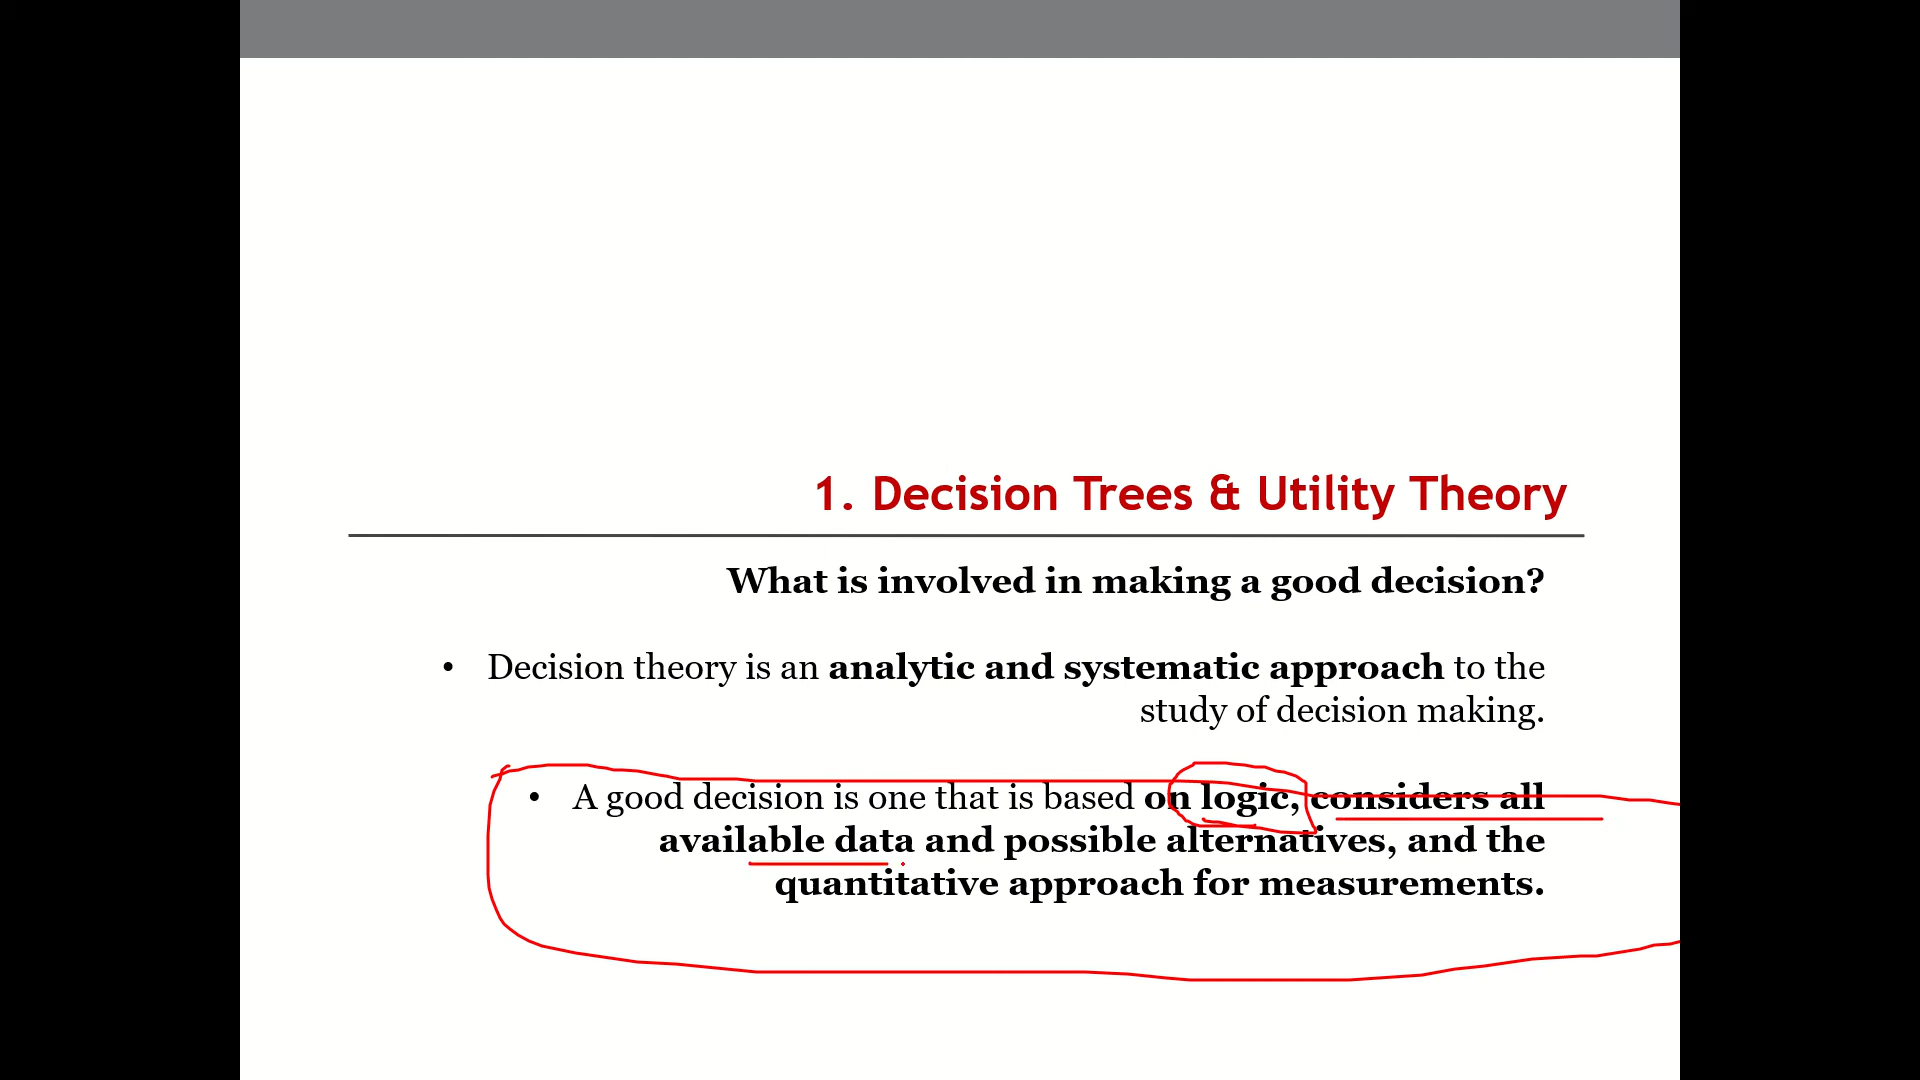 1. Decision Trees & Utility Theory
What is involved in making a good decision?
• Decision theory is an analytic and systematic approach to the
study of decision making.
• A good decision is one that is based on logic, considers all
available data and possible alternatives, and the
quantitative approach for measurements.